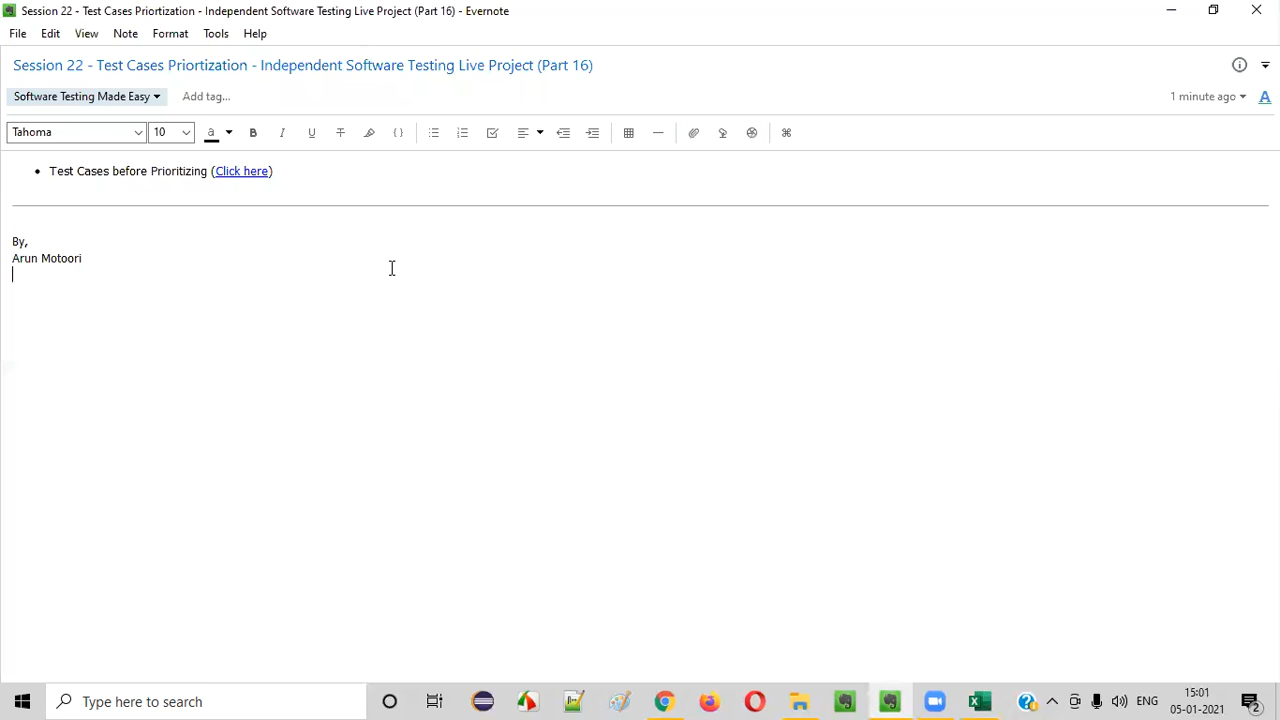 Session 22 - Test Cases Priortization - Independent Software Testing Live Project (Part 16) - Evernote
File Edit View Note Format Tools Help
Session 22 - Test Cases Priortization - Independent Software Testing Live Project (Part 16)
Software Testing Made Easy Add tag... 1 minute ago A
Tahoma 10 a B I U T { }
Test Cases before Prioritizing (Click here)
By,
Arun Motoori
Type here to search ENG 15:01
05-01-2021 2